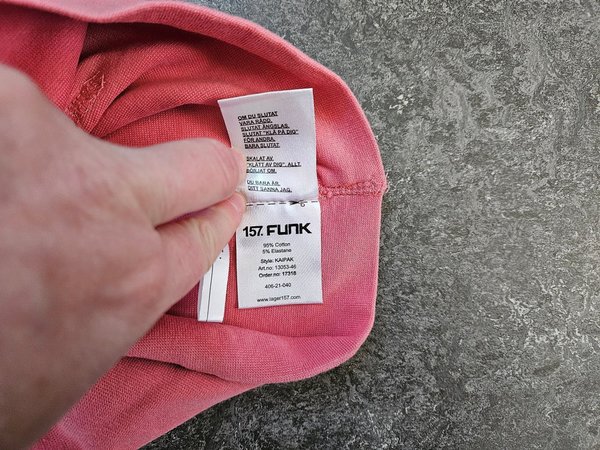 OM DU SLUTAT
VARA RÄDD.
SLUTAT ÄNGSLAS.
SLUTAT "KLÄ PÅ DIG"
FÖR ANDRA.
BARA SLUTAT.
SKALAT AV.
"KLÄTT AV DIG". ALLT.
BOJLAT OM.
DU BARA ÄR.
DITT SANNA JAG.
157. FUNK
95% Cotton
5% Elastane
Style: KAIPAK
Art.no: 13053-46
Order.no: 17316
406-21-040
www.lager157.com